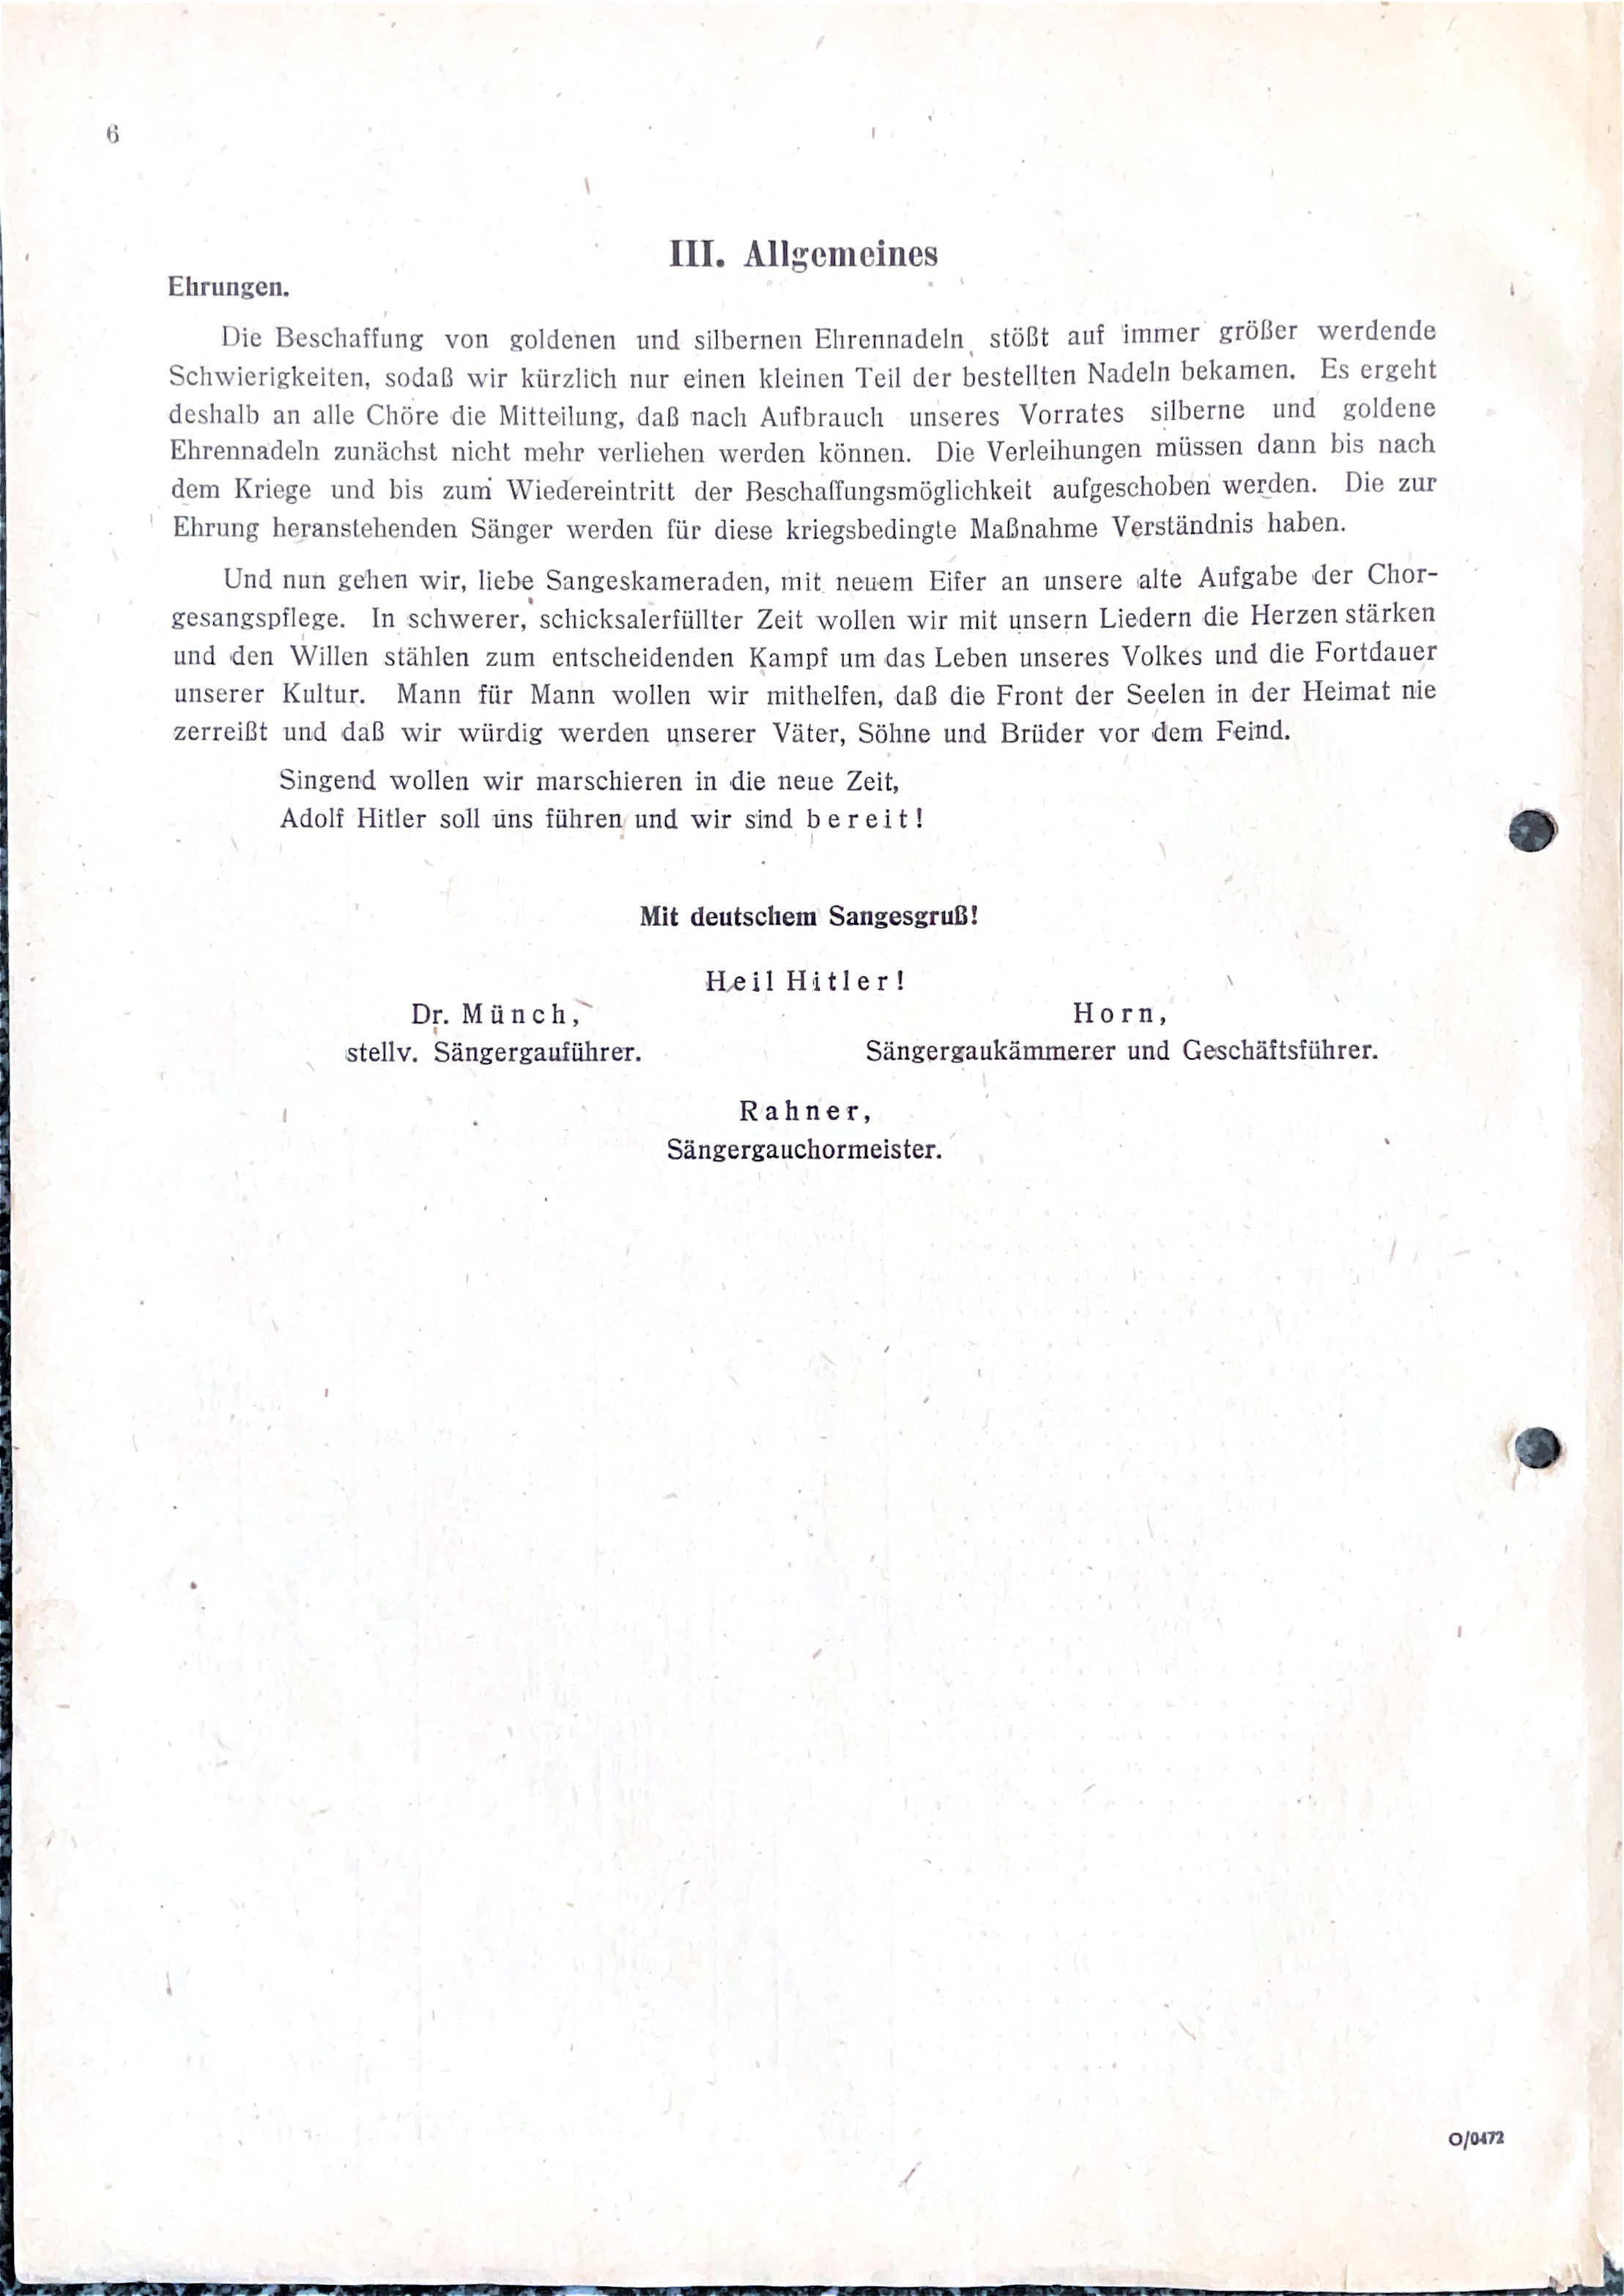 6
III. Allgemeines
Ehrungen.
Die Beschaffung von goldenen und silbernen Ehrennadeln stößt auf immer größer werdende
Schwierigkeiten, sodaß wir kürzlich nur einen kleinen Teil der bestellten Nadeln bekamen. Es ergeht
deshalb an alle Chöre die Mitteilung, daß nach Aufbrauch unseres Vorrates silberne und goldene
Ehrennadeln zunächst nicht mehr verliehen werden können. Die Verleihungen müssen dann bis nach
dem Kriege und bis zum Wiedereintritt der Beschaffungsmöglichkeit aufgeschoben werden. Die zur
Ehrung heranstehenden Sänger werden für diese kriegsbedingte Maßnahme Verständnis haben.
Und nun gehen wir, liebe Sangeskameraden, mit neuem Eifer an unsere alte Aufgabe der Chor-
gesangspflege. In schwerer, schicksalerfüllter Zeit wollen wir mit unsern Liedern die Herzen stärken
und den Willen stählen zum entscheidenden Kampf um das Leben unseres Volkes und die Fortdauer
unserer Kultur. Mann für Mann wollen wir mithelfen, daß die Front der Seelen in der Heimat nie
zerreißt und daß wir würdig werden unserer Väter, Söhne und Brüder vor dem Feind.
Singend wollen wir marschieren in die neue Zeit,
Adolf Hitler soll uns führen und wir sind bereit!
Mit deutschem Sangesgruß!
Heil Hitler!
Dr. Münch,
stellv. Sängergauführer.
Horn,
Sängergaukämmerer und Geschäftsführer.
Rahner,
Sängergauchormeister.
O/0472